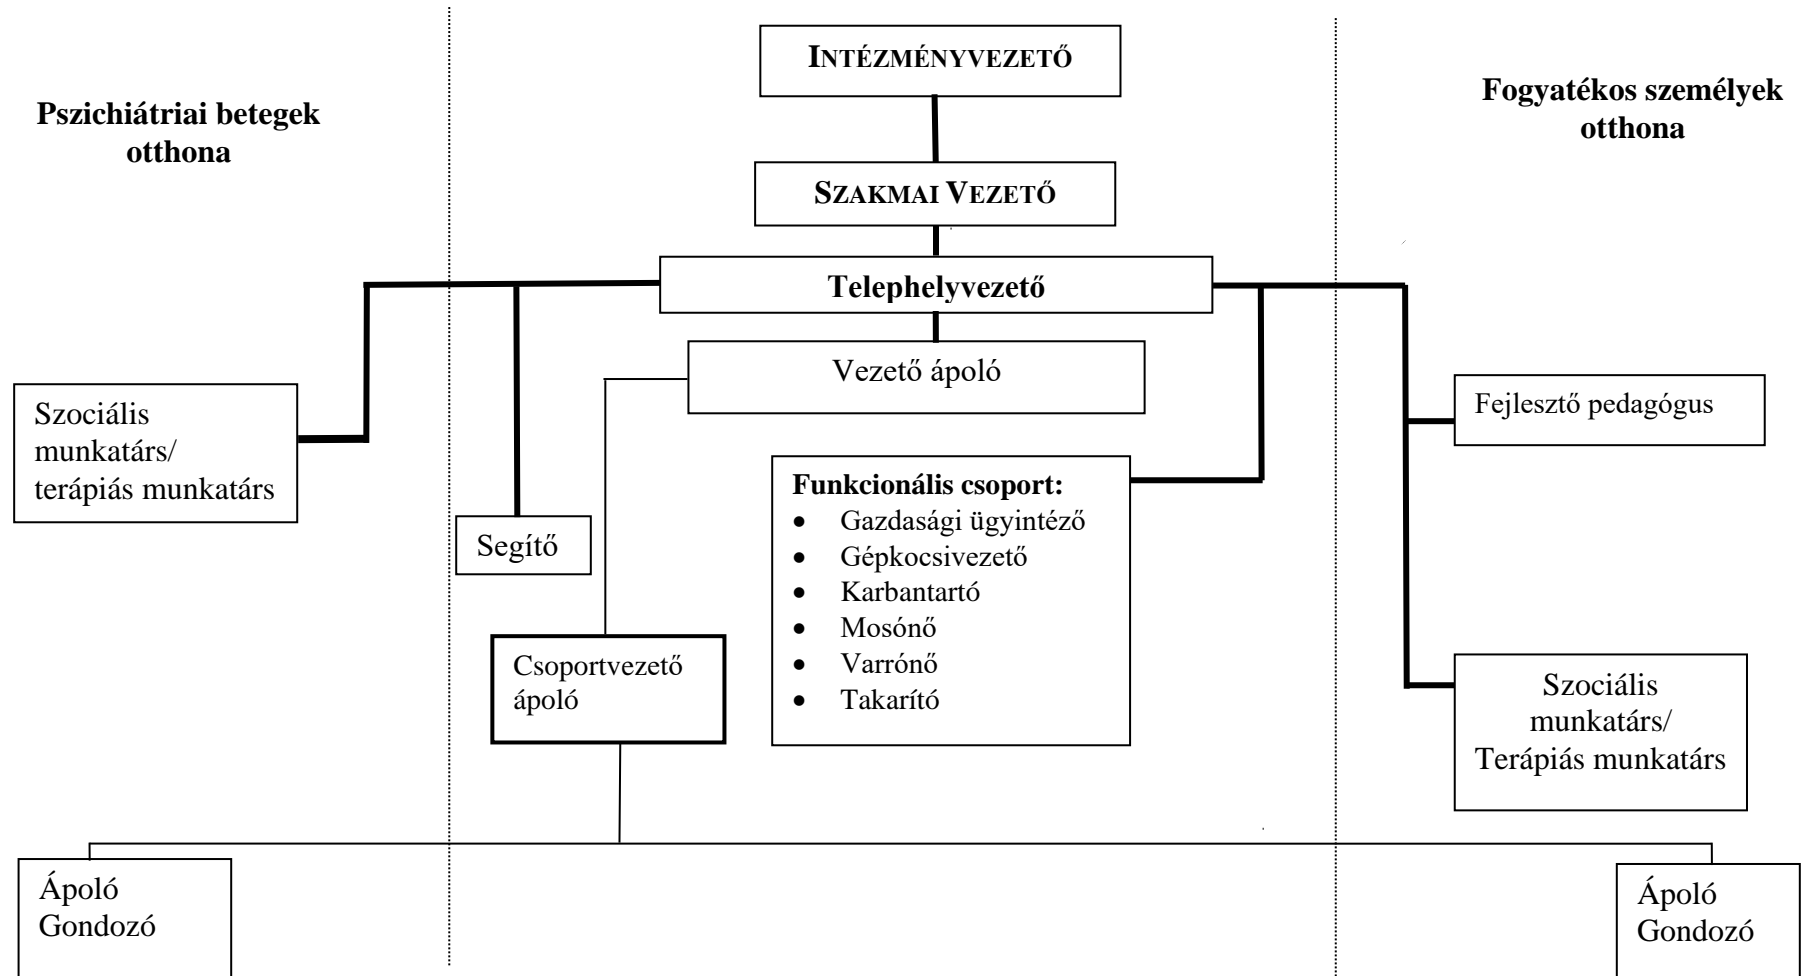 INTÉZMÉNYVEZETŐ
Pszichiátriai betegek
otthona
Fogyatékos személyek
otthona
SZAKMAI VEZETŐ
Telephelyvezető
Vezető ápoló
Szociális
munkatárs/
terápiás munkatárs
Fejlesztő pedagógus
Segítő
Funkcionális csoport:
• Gazdasági ügyintéző
• Gépkocsivezető
• Karbantartó
• Mosónő
• Varrónő
• Takarító
Csoportvezető
ápoló
Szociális
munkatárs/
Terápiás munkatárs
Ápoló
Gondozó
Ápoló
Gondozó